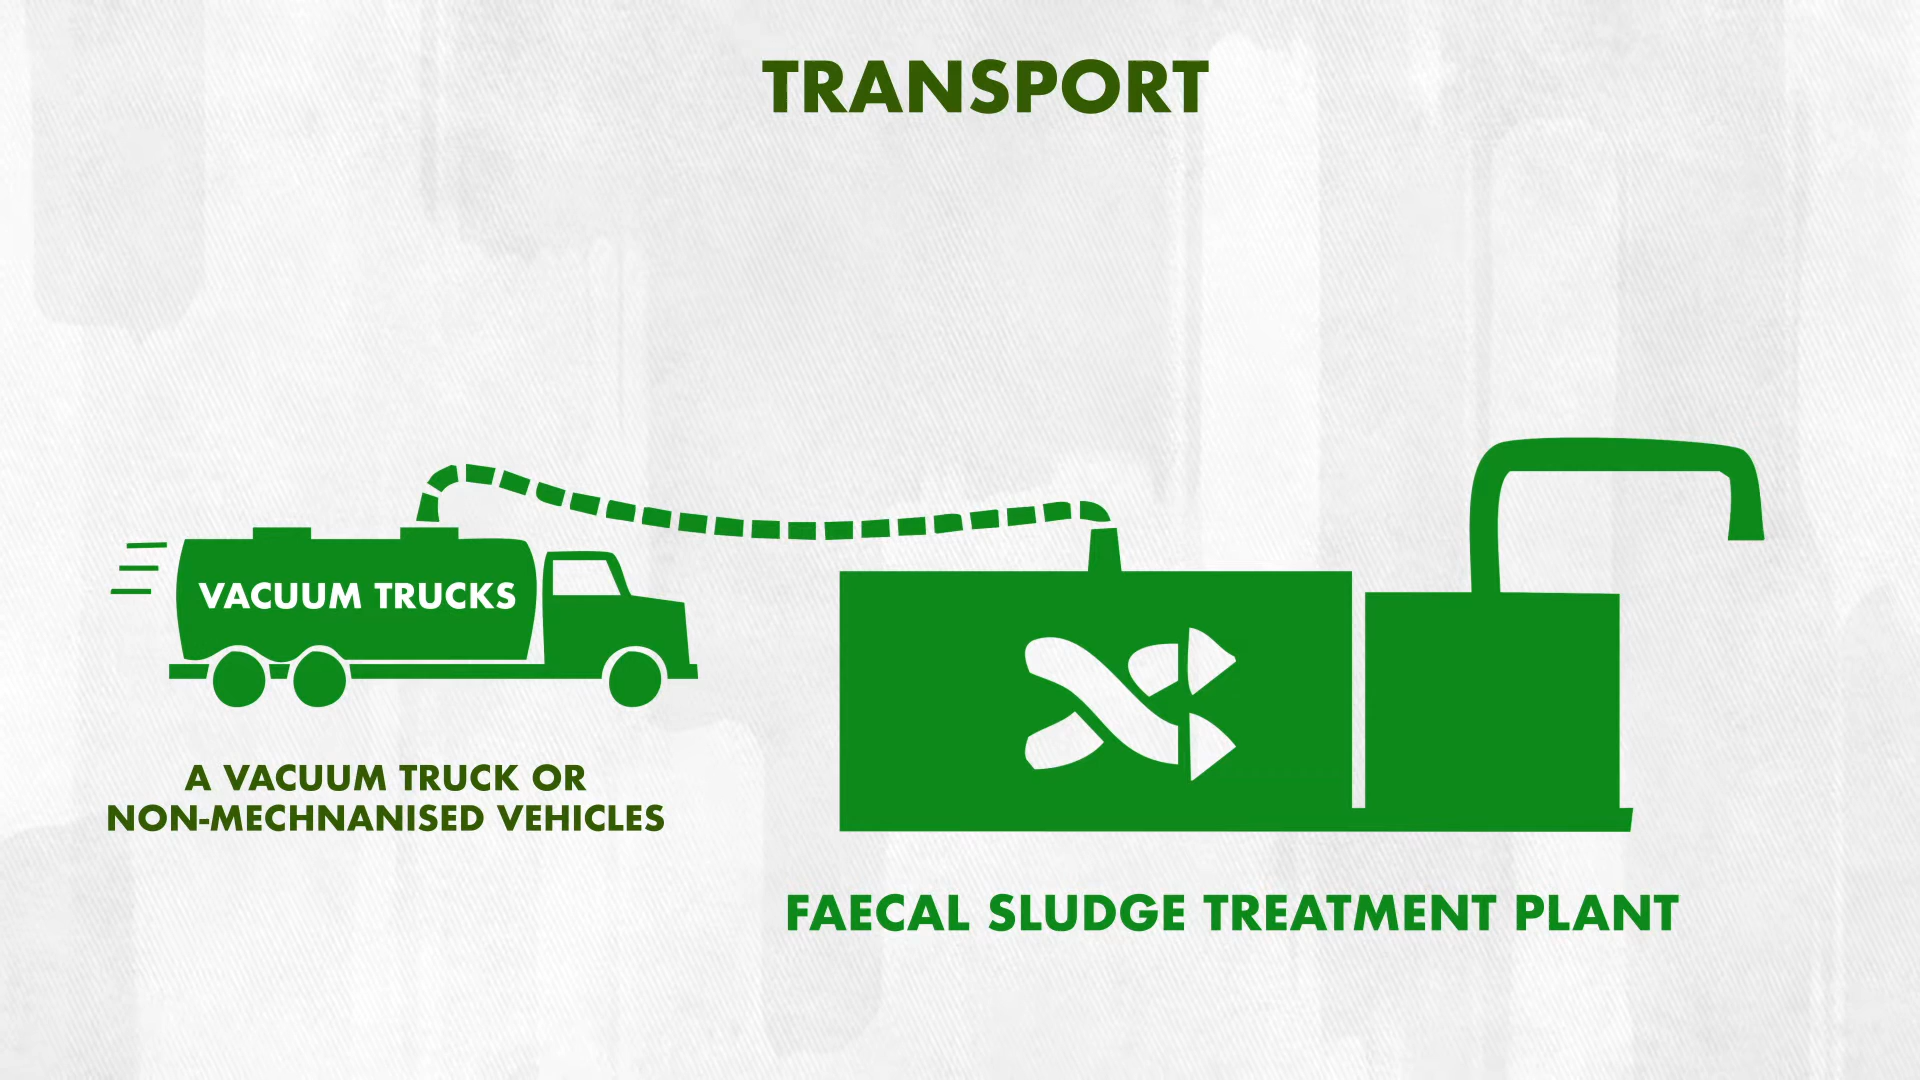 TRANSPORT
VACUUM TRUCKS
A VACUUM TRUCK OR
NON-MECHNANISED VEHICLES
FAECAL SLUDGE TREATMENT PLANT